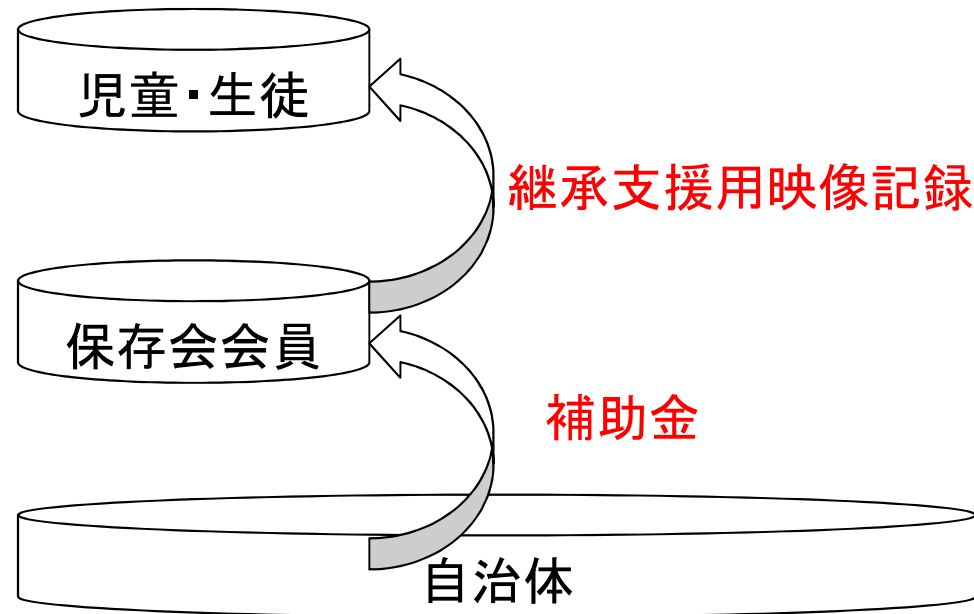 児童・生徒
継承支援用映像記録
保存会会員
補助金
自治体